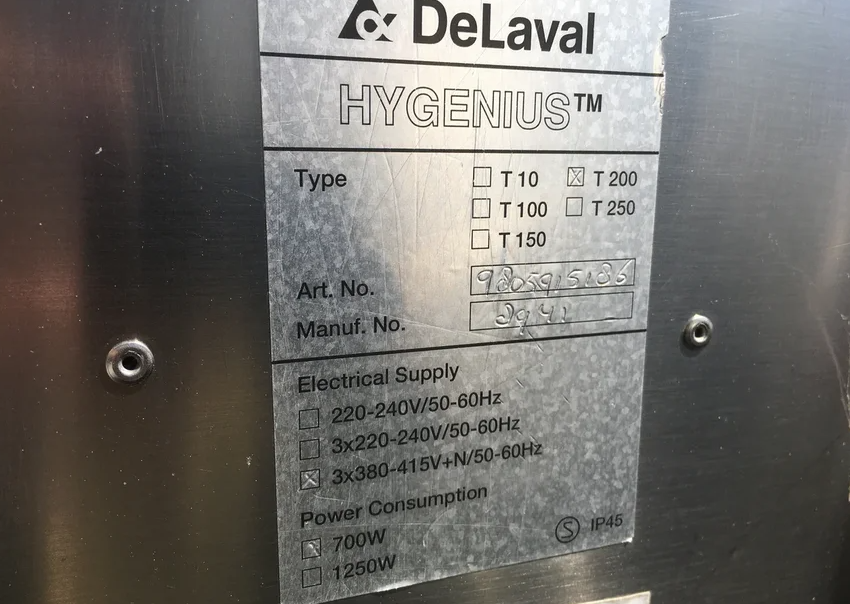 DeLaval
HYGENIUS™
Type
T 10
T 200
T 100
T 250
T 150
Art. No. 9805915186
Manuf. No.
Electrical Supply
220-240V/50-60Hz
3x220-240V/50-60Hz
3x380-415V+N/50-60Hz
Power Consumption
700W
1250W
S IP45